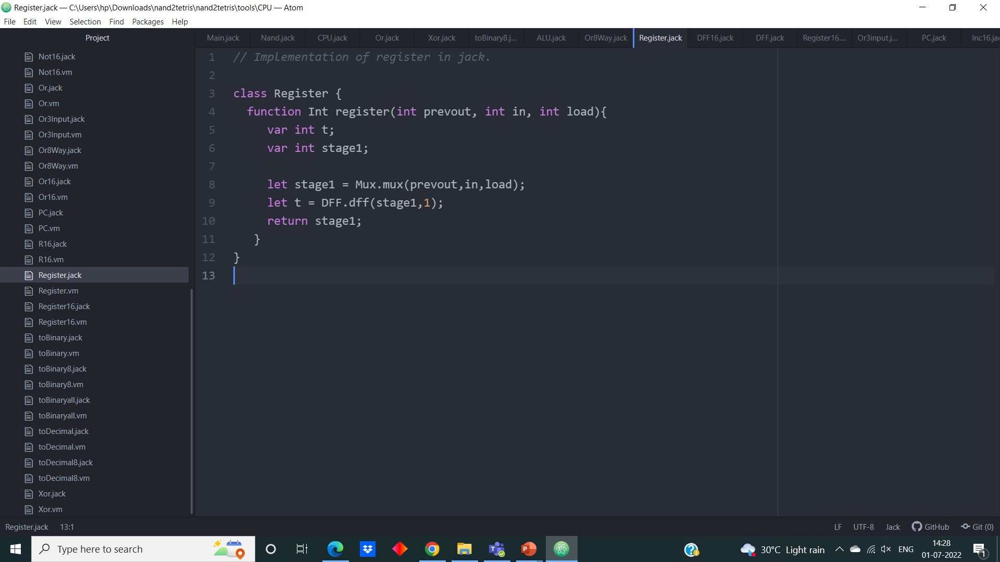 Register.jack — C:\Users\hp\Downloads\nand2tetris\nand2tetris\tools\CPU — Atom
File Edit View Selection Find Packages Help
Project
Main.jack Nand.jack CPU.jack Or.jack Xor.jack toBinary8.j... ALU.jack Or8Way.jack Register.jack DFF16.jack DFF.jack Register16.... Or3input.j... PC.jack Inc16.jac
Not16.jack
Not16.vm
Or.jack
Or.vm
Or3Input.jack
Or3Input.vm
Or8Way.jack
Or8Way.vm
Or16.jack
Or16.vm
PC.jack
PC.vm
R16.jack
R16.vm
Register.jack
Register.vm
Register16.jack
Register16.vm
toBinary.jack
toBinary.vm
toBinary8.jack
toBinary8.vm
toBinaryall.jack
toBinaryall.vm
toDecimal.jack
toDecimal.vm
toDecimal8.jack
toDecimal8.vm
Xor.jack
Xor.vm
1 // Implementation of register in jack.
2
3 class Register {
4 function Int register(int prevout, int in, int load){
5 var int t;
6 var int stage1;
7
8 let stage1 = Mux.mux(prevout,in,load);
9 let t = DFF.dff(stage1,1);
10 return stage1;
11 }
12 }
13
Register.jack 13:1
LF UTF-8 Jack GitHub Git (0)
Type here to search
30°C Light rain
ENG
14:28
01-07-2022
1